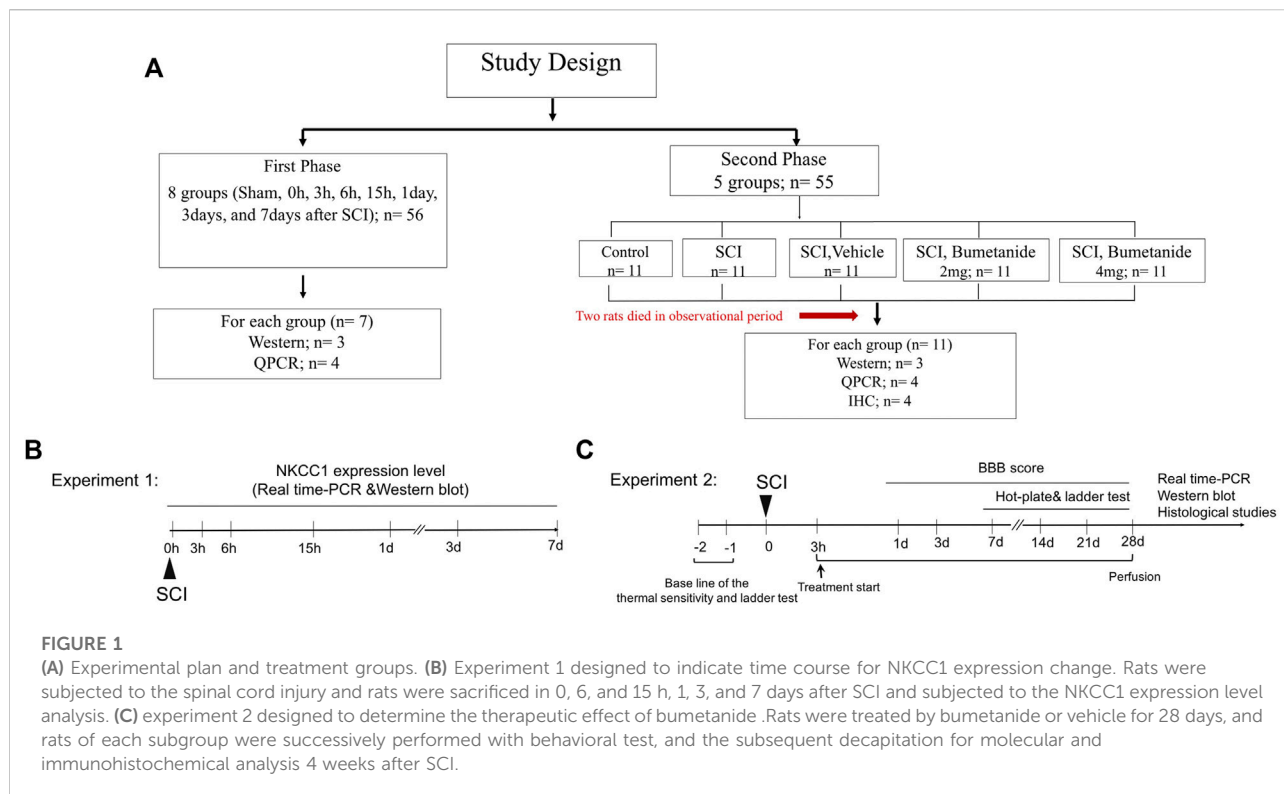 A
Study Design
First Phase
8 groups (Sham, 0h, 3h, 6h, 15h, 1day,
3days, and 7days after SCI); n= 56
For each group (n= 7)
Western; n= 3
QPCR; n= 4
Second Phase
5 groups; n= 55
Control
n= 11
SCI
n= 11
SCI,Vehicle
n= 11
SCI, Bumetanide
2mg; n= 11
SCI, Bumetanide
4mg; n= 11
Two rats died in observational period
For each group (n= 11)
Western; n= 3
QPCR; n= 4
IHC; n= 4
B
Experiment 1:
NKCC1 expression level
(Real time-PCR &Western blot)
0h 3h 6h 15h 1d 3d 7d
SCI
C
Experiment 2:
SCI
BBB score
Hot-plate& ladder test
Real time-PCR
Western blot
Histological studies
-2 -1 0 3h 1d 3d 7d 14d 21d 28d
Base line of the
thermal sensitivity and ladder test
Treatment start
Perfusion
FIGURE 1
(A) Experimental plan and treatment groups. (B) Experiment 1 designed to indicate time course for NKCC1 expression change. Rats were
subjected to the spinal cord injury and rats were sacrificed in 0, 6, and 15 h, 1, 3, and 7 days after SCI and subjected to the NKCC1 expression level
analysis. (C) experiment 2 designed to determine the therapeutic effect of bumetanide .Rats were treated by bumetanide or vehicle for 28 days, and
rats of each subgroup were successively performed with behavioral test, and the subsequent decapitation for molecular and
immunohistochemical analysis 4 weeks after SCI.